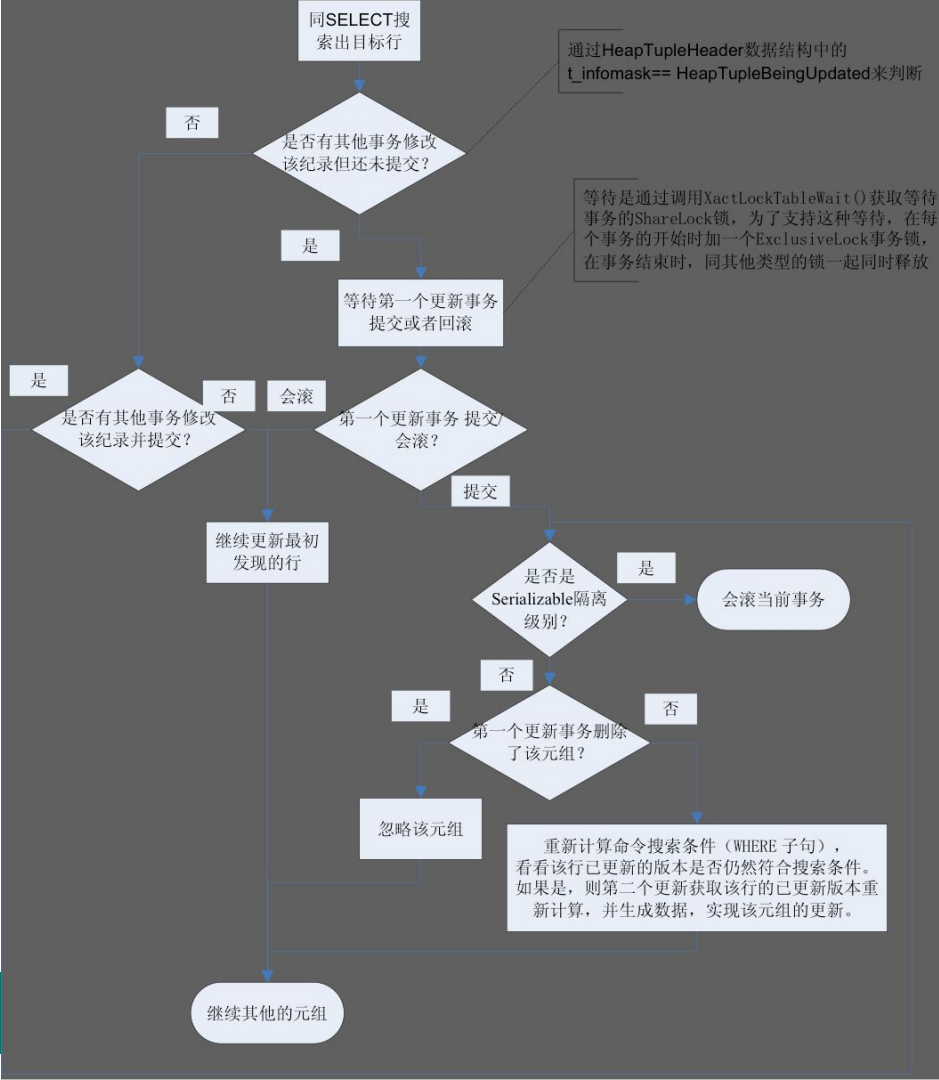 同SELECT搜
索出目标行
通过HeapTupleHeader数据结构中的
t_infomask== HeapTupleBeingUpdated来判断
否
是否有其他事务修改
该纪录但还未提交？
等待是通过调用XactLockTableWait()获取等待
事务的ShareLock锁，为了支持这种等待，在每
个事务的开始时加一个ExclusiveLock事务锁，
在事务结束时，同其他类型的锁一起同时释放
是
等待第一个更新事务
提交或者回滚
是
否
会滚
是否有其他事务修改
该纪录并提交？
第一个更新事务 提交/
会滚？
提交
继续更新最初
发现的行
是否是
Serializable隔离
级别？
是
会滚当前事务
否
是
否
第一个更新事务删除
了该元组？
忽略该元组
重新计算命令搜索条件（WHERE 子句），
看看该行已更新的版本是否仍然符合搜索条件。
如果是，则第二个更新获取该行的已更新版本重
新计算，并生成数据，实现该元组的更新。
继续其他的元组